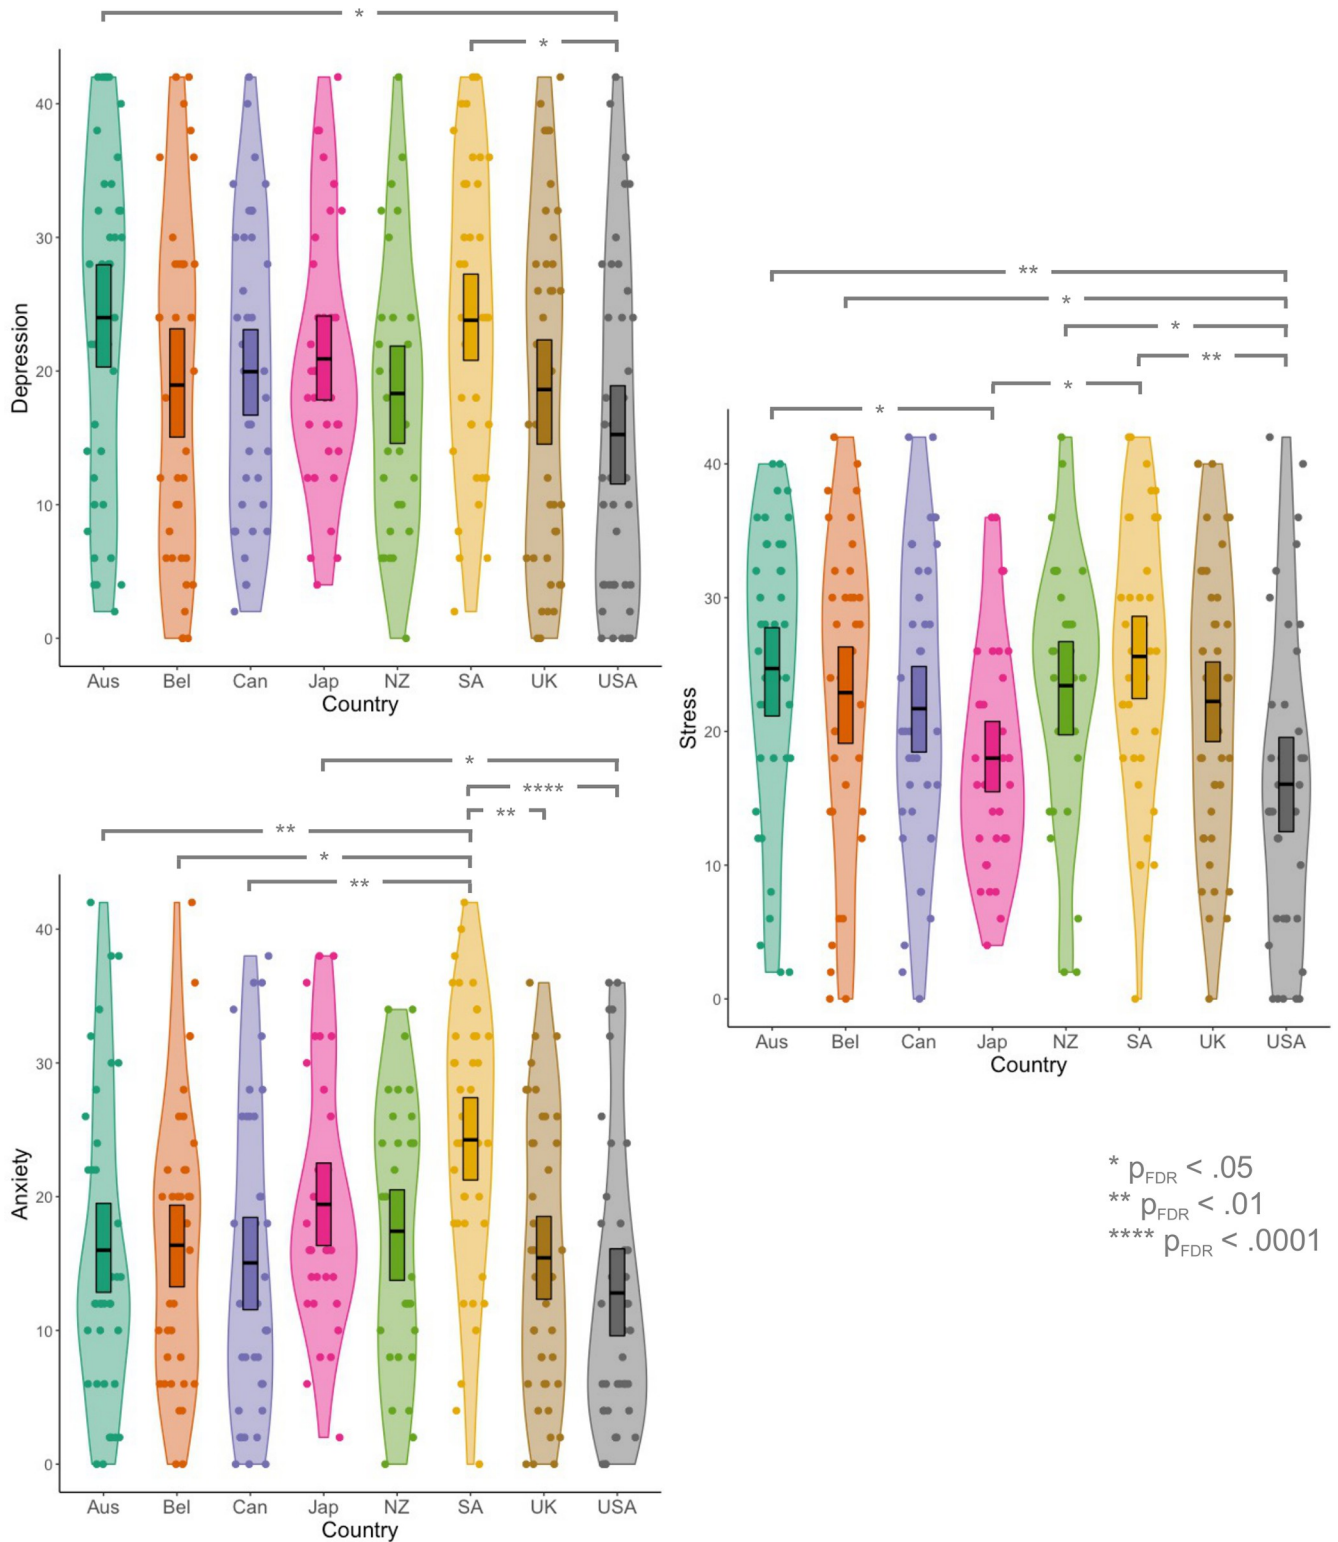 *
*
40
30
20
10
0
Depression
Aus Bel Can Jap NZ SA UK USA
Country
*
****
**
**
*
**
40
30
20
10
0
Anxiety
Aus Bel Can Jap NZ SA UK USA
Country
**
*
*
**
*
*
40
30
20
10
0
Stress
Aus Bel Can Jap NZ SA UK USA
Country
* pFDR < .05
** pFDR < .01
**** pFDR < .0001